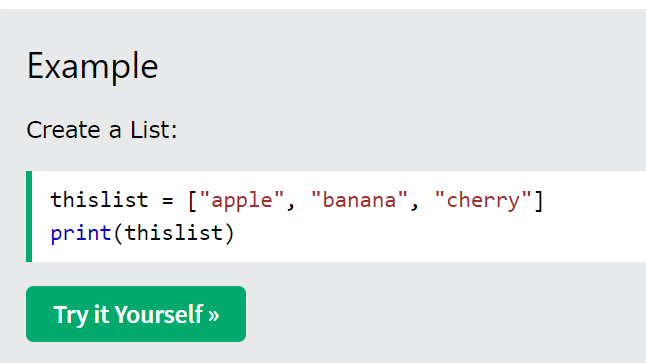 Example
Create a List:
thislist = ["apple", "banana", "cherry"]
print(thislist)
Try it Yourself »